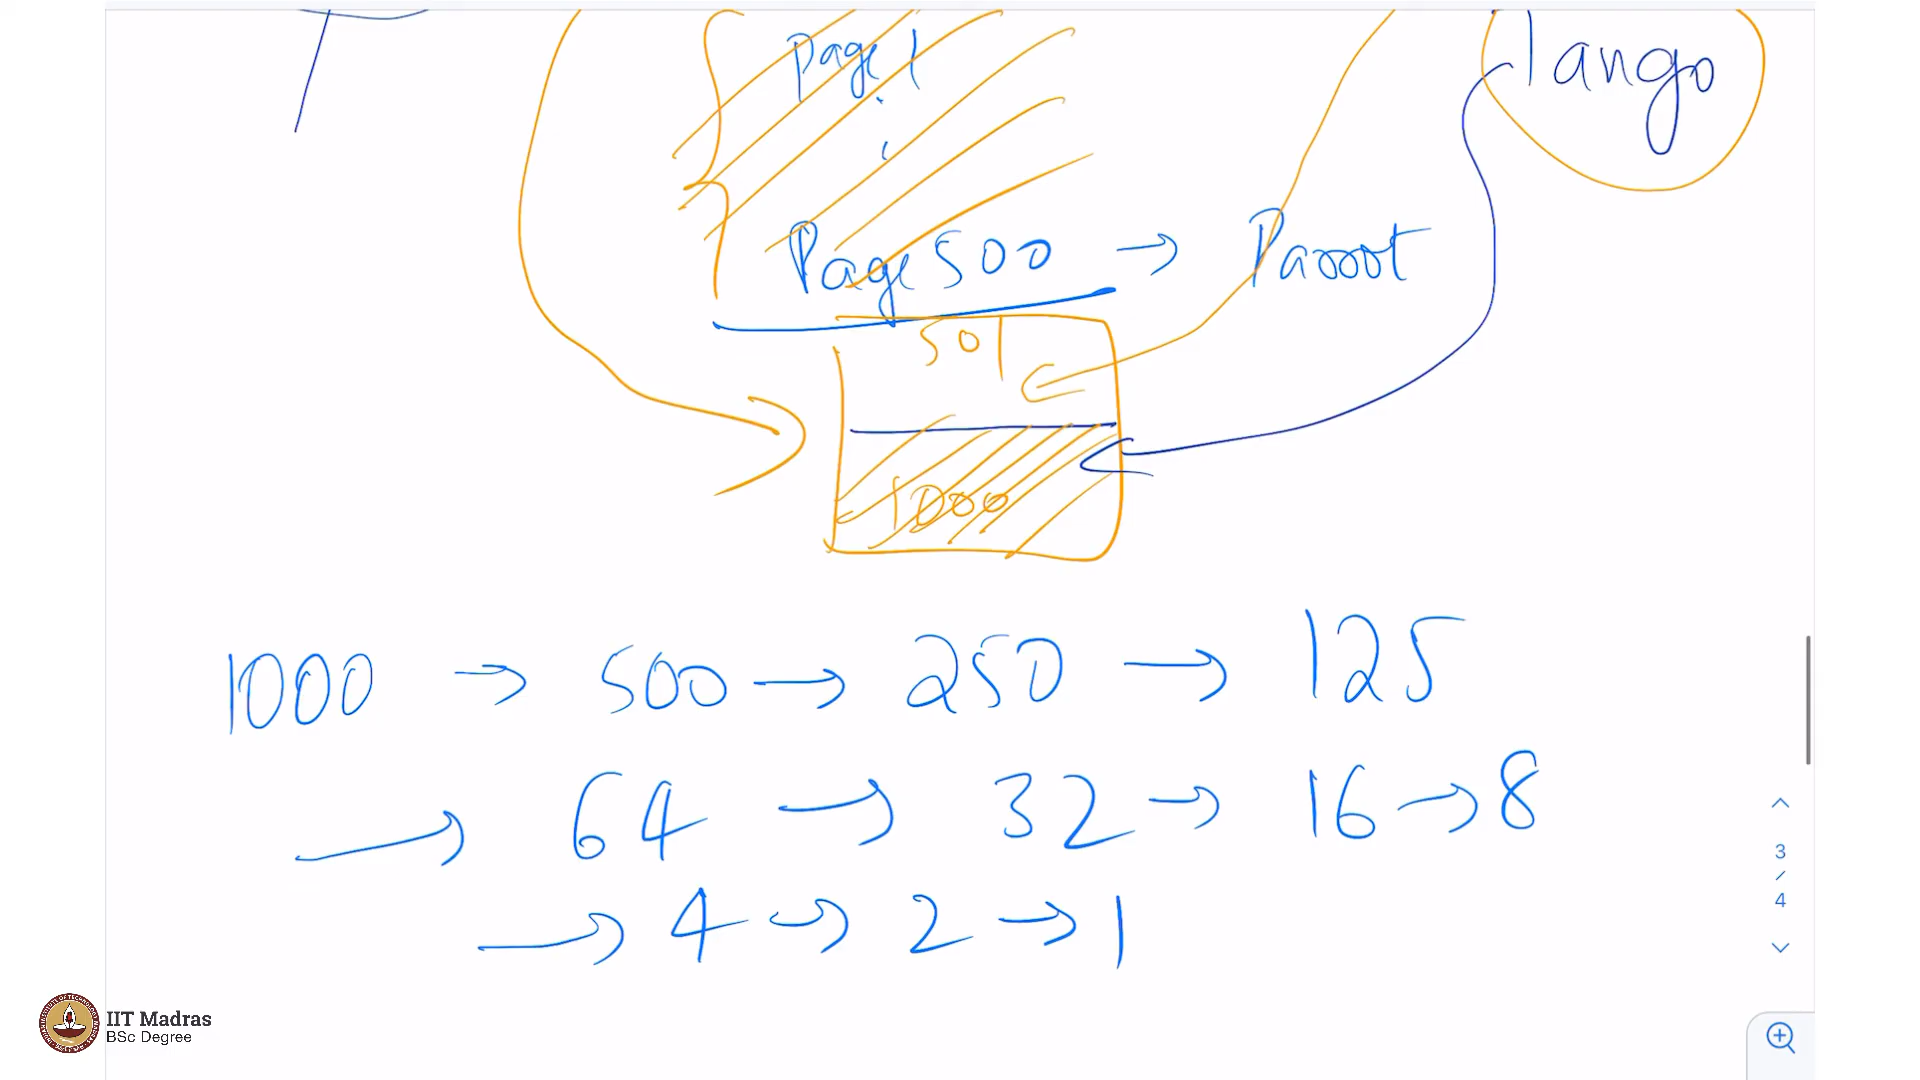 Page 1
Tango
Page 500 → Parrot
501
1000
1000 → 500 → 250 → 125
→ 64 → 32 → 16 → 8
→ 4 → 2 → 1
3
/
4
IIT Madras
BSc Degree